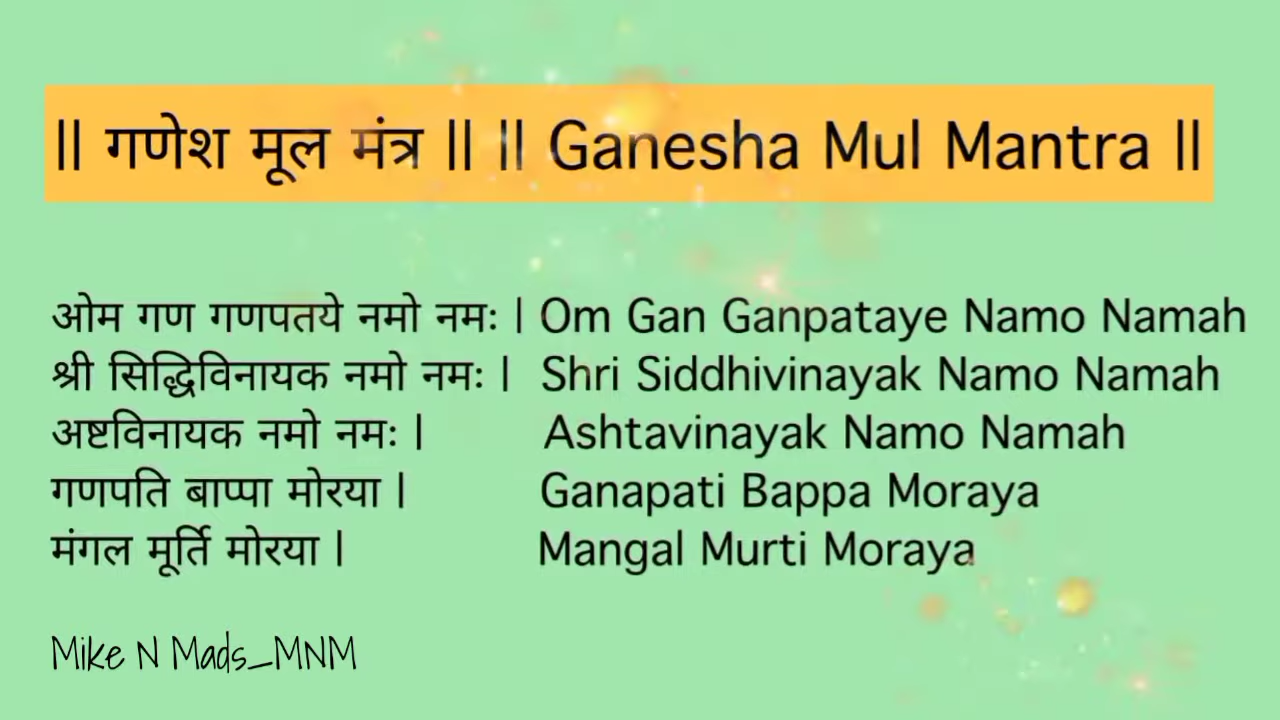 || गणेश मूल मंत्र || || Ganesha Mul Mantra ||
ओम गण गणपतये नमो नमः | Om Gan Ganpataye Namo Namah
श्री सिद्धिविनायक नमो नमः | Shri Siddhivinayak Namo Namah
अष्टविनायक नमो नमः | Ashtavinayak Namo Namah
गणपति बाप्पा मोरया | Ganapati Bappa Moraya
मंगल मूर्ति मोरया | Mangal Murti Moraya
Mike N Mads_MNM